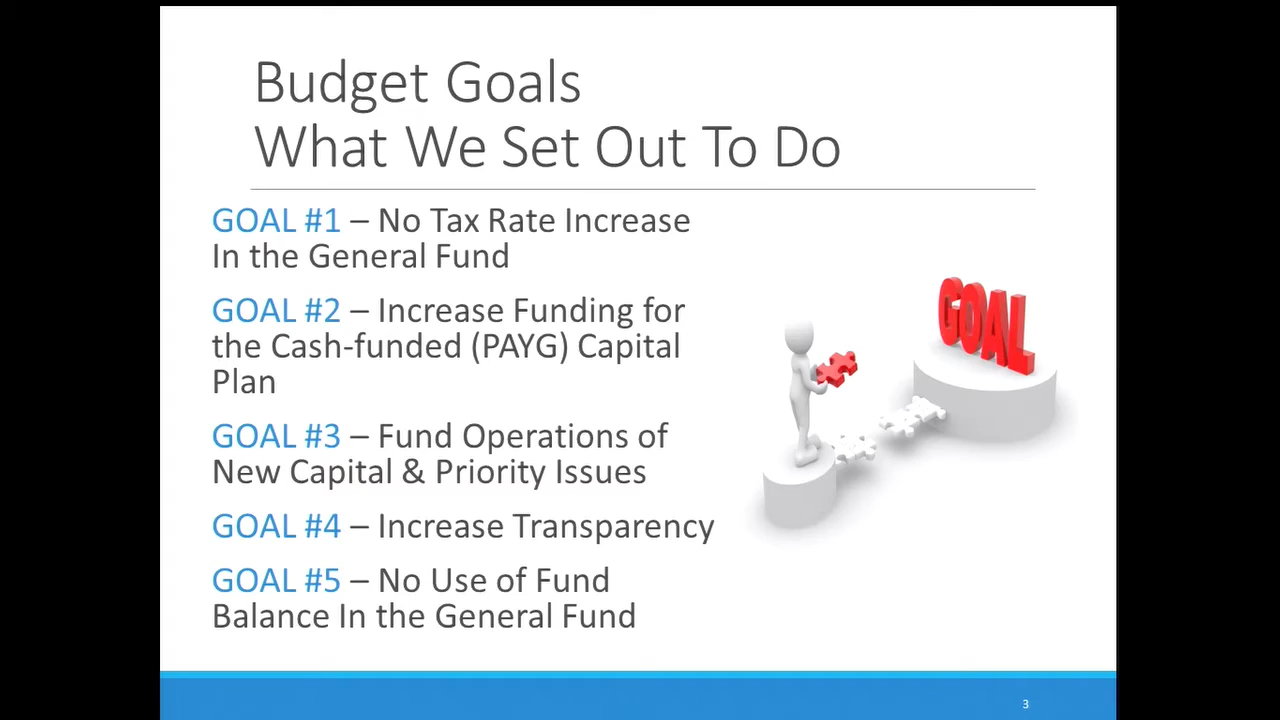 Budget Goals
What We Set Out To Do
GOAL #1 – No Tax Rate Increase
In the General Fund
GOAL #2 – Increase Funding for
the Cash-funded (PAYG) Capital
Plan
GOAL #3 – Fund Operations of
New Capital & Priority Issues
GOAL #4 – Increase Transparency
GOAL #5 – No Use of Fund
Balance In the General Fund
GOAL
3